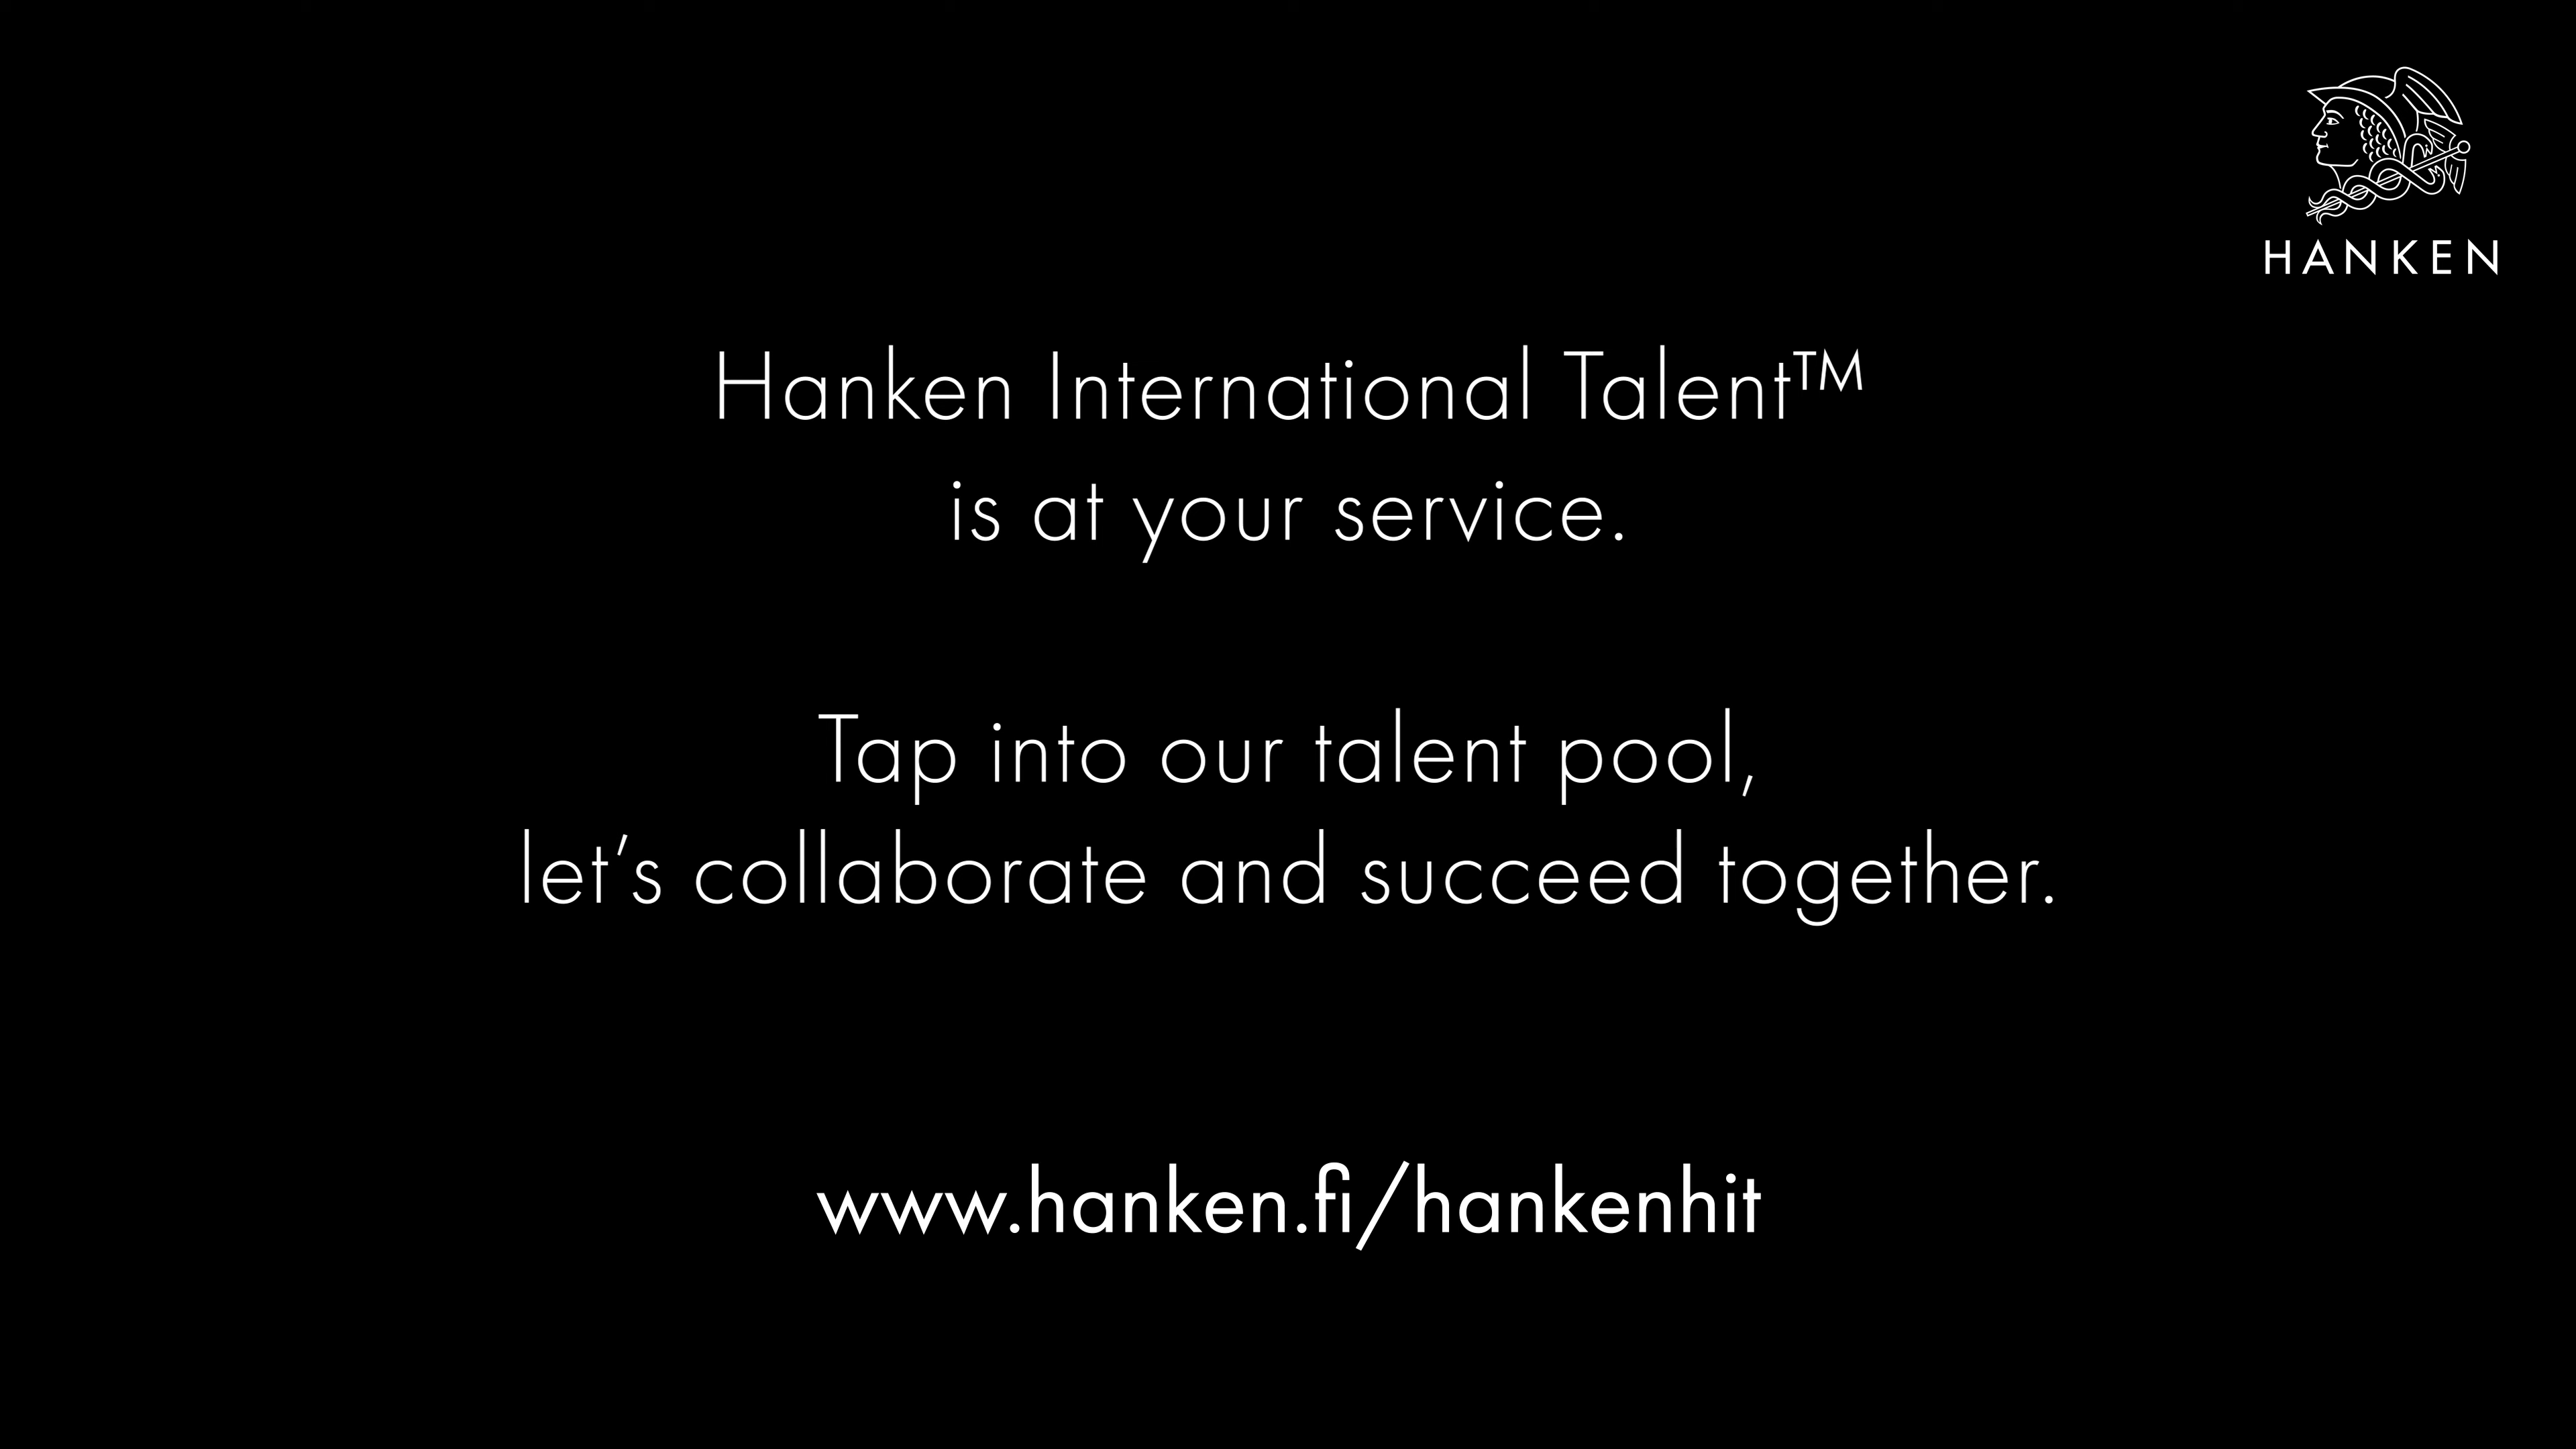 HANKEN
Hanken International Talent™
is at your service.
Tap into our talent pool,
let’s collaborate and succeed together.
www.hanken.fi/hankenhit